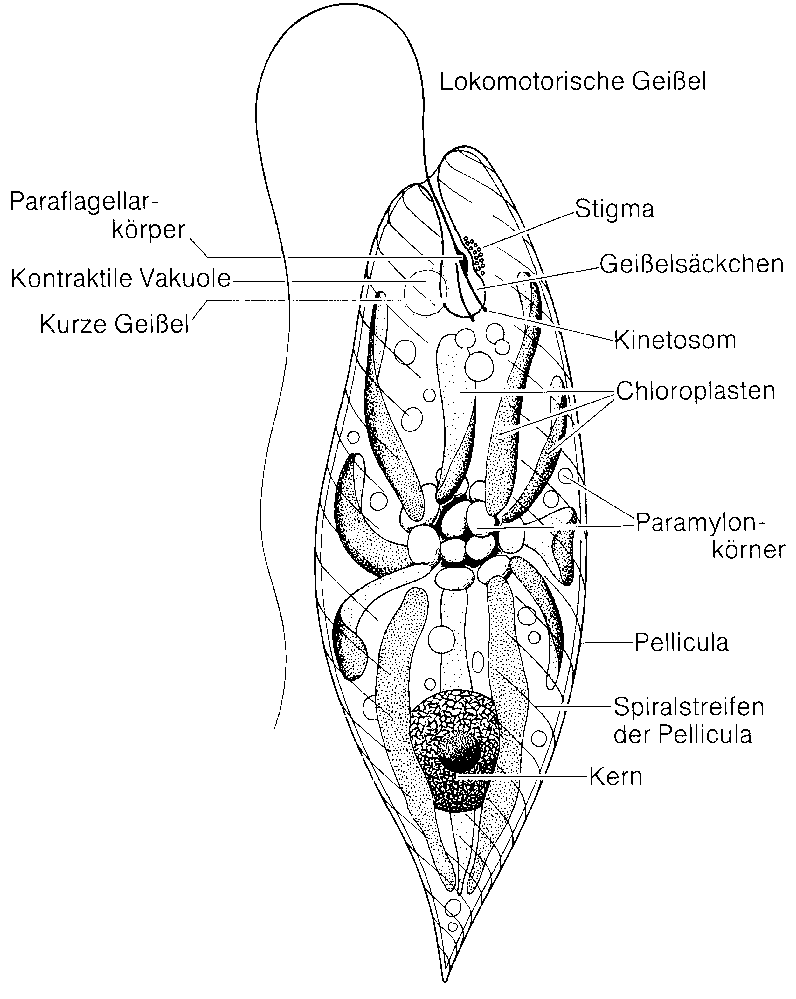 Lokomotorische Geißel
Paraflagellar-
körper
Kontraktile Vakuole
Kurze Geißel
Stigma
Geißelsäckchen
Kinetosom
Chloroplasten
Paramylon-
körner
Pellicula
Spiralstreifen
der Pellicula
Kern